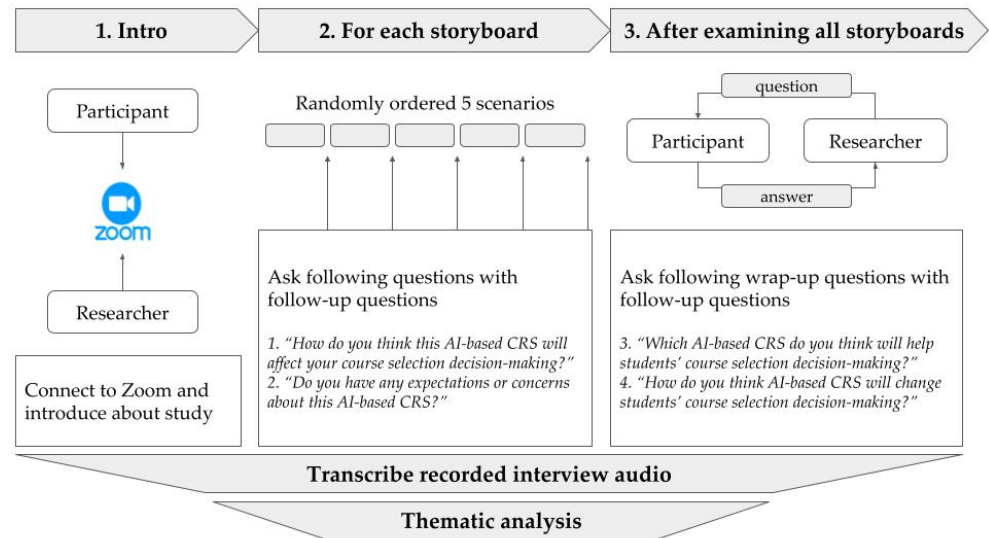 1. Intro
2. For each storyboard
3. After examining all storyboards
Participant
zoom
Researcher
Connect to Zoom and
introduce about study
Randomly ordered 5 scenarios
Ask following questions with
follow-up questions
1. “How do you think this AI-based CRS will
affect your course selection decision-making?”
2. “Do you have any expectations or concerns
about this AI-based CRS?”
question
Participant
Researcher
answer
Ask following wrap-up questions with
follow-up questions
3. “Which AI-based CRS do you think will help
students’ course selection decision-making?”
4. “How do you think AI-based CRS will change
students’ course selection decision-making?”
Transcribe recorded interview audio
Thematic analysis